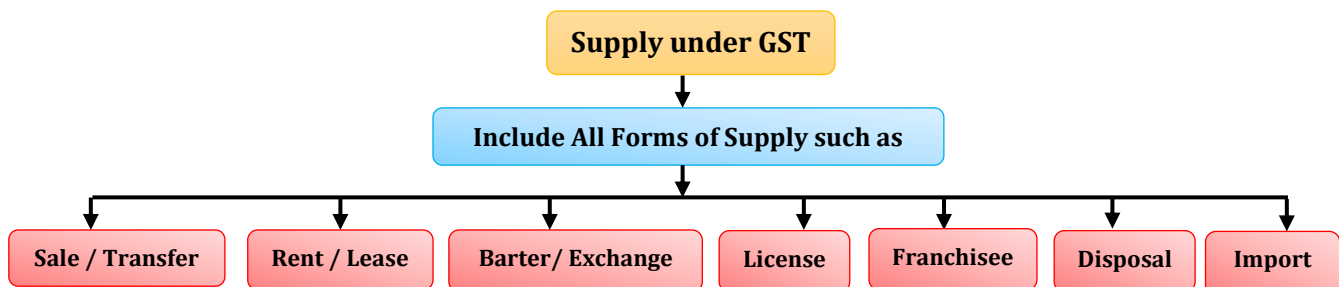 Supply under GST
Include All Forms of Supply such as
Sale / Transfer
Rent / Lease
Barter/ Exchange
License
Franchisee
Disposal
Import